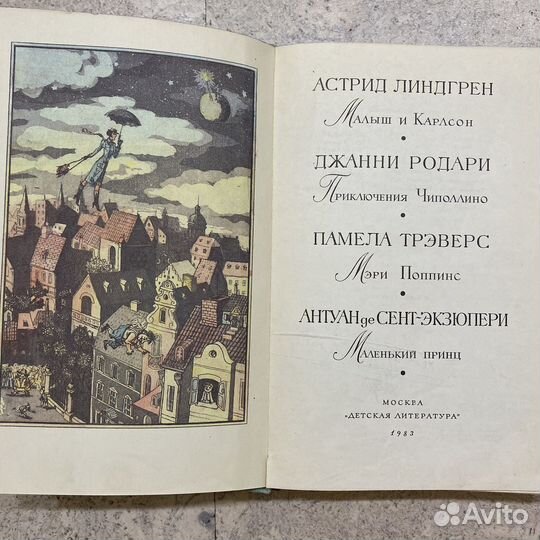 АСТРИД ЛИНДГРЕН
Малыш и Карлсон
ДЖАННИ РОДАРИ
Приключения Чиполлино
ПАМЕЛА ТРЭВЕРС
Мэри Поппинс
АНТУАН де СЕНТ-ЭКЗЮПЕРИ
Маленький принц
МОСКВА
"ДЕТСКАЯ ЛИТЕРАТУРА"
1983
Avito